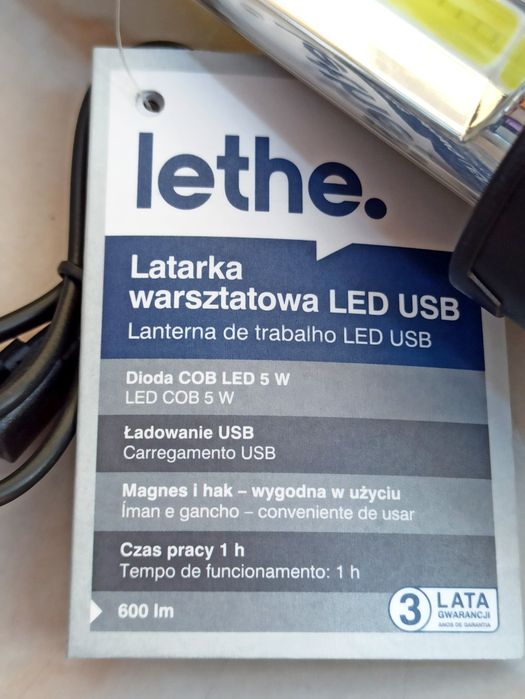 lethe.
Latarka
warsztatowa LED USB
Lanterna de trabalho LED USB
Dioda COB LED 5 W
LED COB 5 W
Ładowanie USB
Carregamento USB
Magnes i hak – wygodna w użyciu
Íman e gancho – conveniente de usar
Czas pracy 1 h
Tempo de funcionamento: 1 h
600 lm
3 LATA
GWARANCJI
ANOS DE GARANTIA